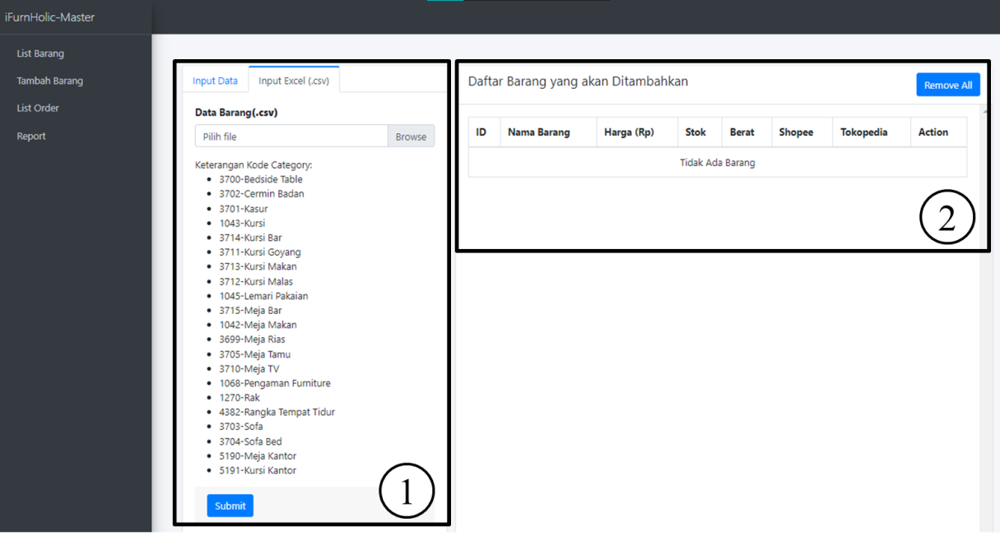 iFurnHolic-Master
List Barang
Tambah Barang
List Order
Report
Input Data
Input Excel (.csv)
Data Barang(.csv)
Pilih file
Browse
Keterangan Kode Category:
3700-Bedside Table
3702-Cermin Badan
3701-Kasur
1043-Kursi
3714-Kursi Bar
3711-Kursi Goyang
3713-Kursi Makan
3712-Kursi Malas
1045-Lemari Pakaian
3715-Meja Bar
1042-Meja Makan
3699-Meja Rias
3705-Meja Tamu
3710-Meja TV
1068-Pengaman Furniture
1270-Rak
4382-Rangka Tempat Tidur
3703-Sofa
3704-Sofa Bed
5190-Meja Kantor
5191-Kursi Kantor
Submit
1
Daftar Barang yang akan Ditambahkan
Remove All
ID Nama Barang Harga (Rp) Stok Berat Shopee Tokopedia Action
Tidak Ada Barang
2